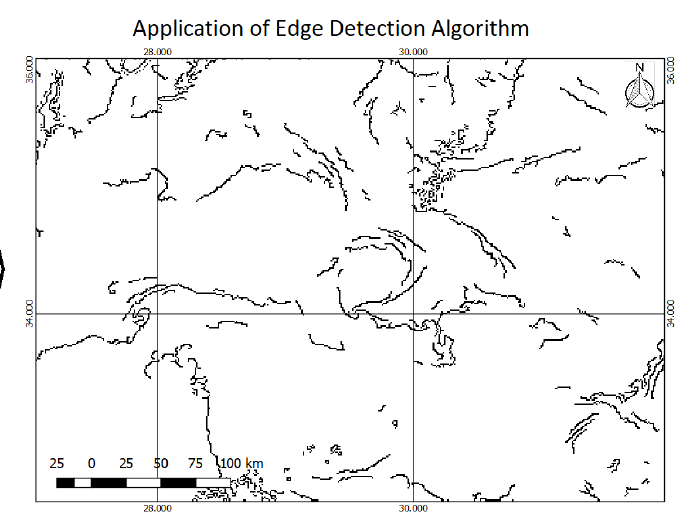 Application of Edge Detection Algorithm
28.000 30.000
36.000 36.000
N
34.000 34.000
25 0 25 50 75 100 km
28.000 30.000